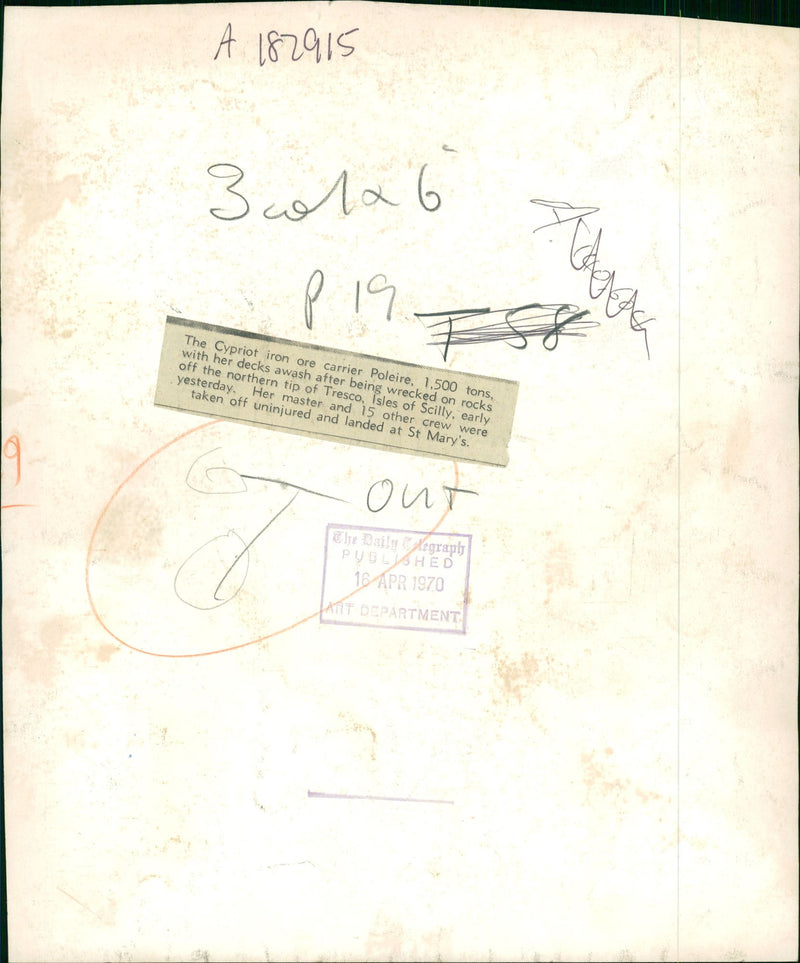 A 182915
3 col x 6"
P 19
T 58
The Cypriot iron ore carrier Poleire, 1,500 tons,
with her decks awash after being wrecked on rocks
off the northern tip of Tresco, Isles of Scilly, early
yesterday. Her master and 15 other crew were
taken off uninjured and landed at St Mary's.
9
OUT
The Daily Telegraph
PUBLISHED
16 APR 1970
ART DEPARTMENT